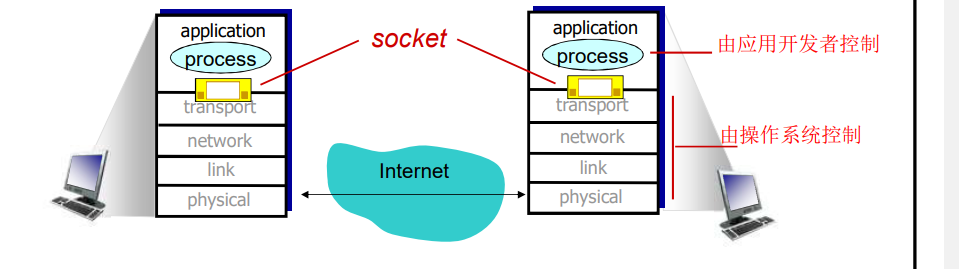 application
process
transport
network
link
physical
socket
Internet
application
process
transport
network
link
physical
由应用开发者控制
由操作系统控制